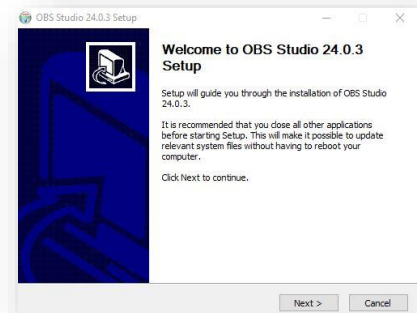 OBS Studio 24.0.3 Setup
Welcome to OBS Studio 24.0.3
Setup
Setup will guide you through the installation of OBS Studio
24.0.3.
It is recommended that you close all other applications
before starting Setup. This will make it possible to update
relevant system files without having to reboot your
computer.
Click Next to continue.
Next >
Cancel